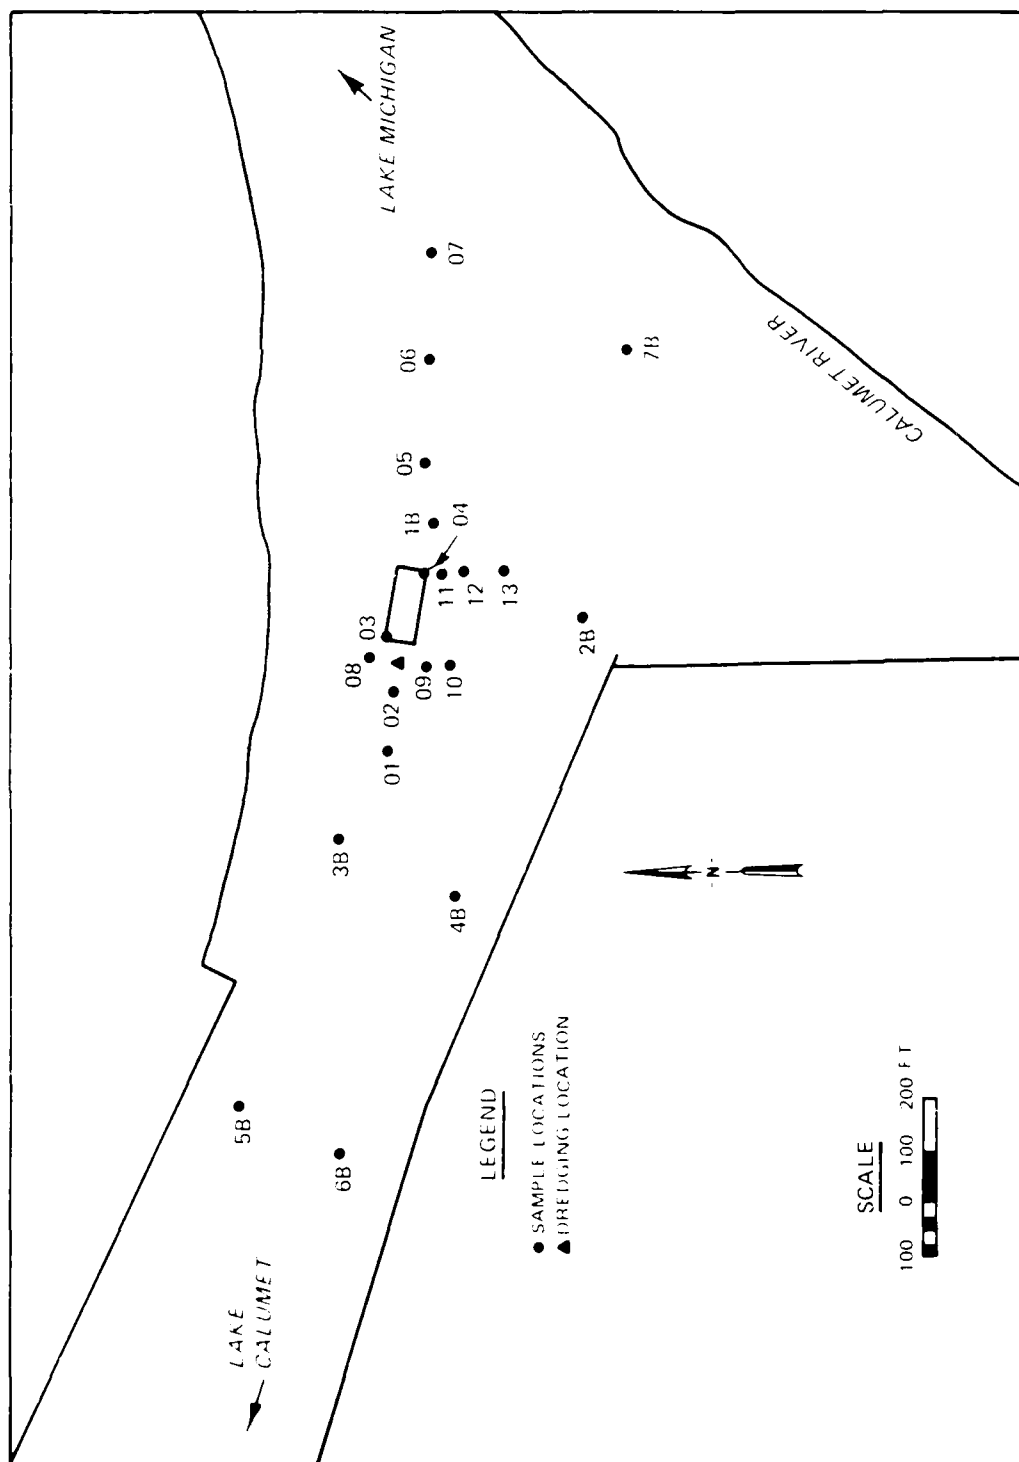 LAKE MICHIGAN
LAKE
CALUMET
CALUMET RIVER
5B
6B
3B
4B
01
02
08
03
09
10
1B
04
11
12
13
05
06
07
2B
7B
N
LEGEND
SAMPLE LOCATIONS
DREDGING LOCATION
SCALE
100 0 100 200 FT